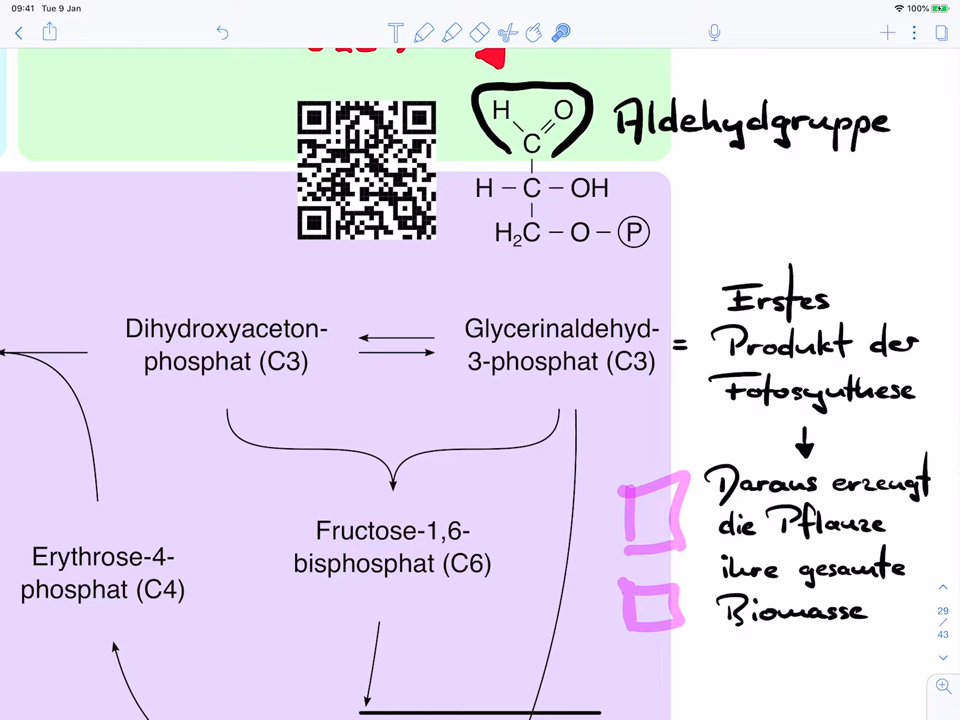 09:41 Tue 9 Jan
100%
H O
Aldehydgruppe
C
H – C – OH
H₂C – O – P
Dihydroxyaceton-
phosphat (C3)
Glycerinaldehyd-
3-phosphat (C3)
= Erstes
Produkt der
Fotosynthese
Daraus erzeugt
die Pflanze
ihre gesamte
Biomasse
Fructose-1,6-
bisphosphat (C6)
Erythrose-4-
phosphat (C4)
29
/
43